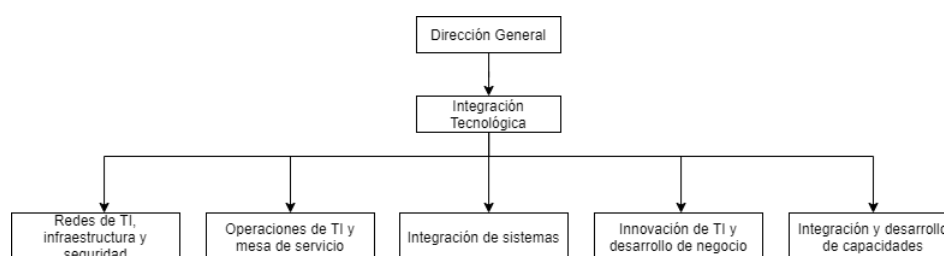 Dirección General
Integración
Tecnológica
Redes de TI,
infraestructura y
seguridad
Operaciones de TI y
mesa de servicio
Integración de sistemas
Innovación de TI y
desarrollo de negocio
Integración y desarrollo
de capacidades